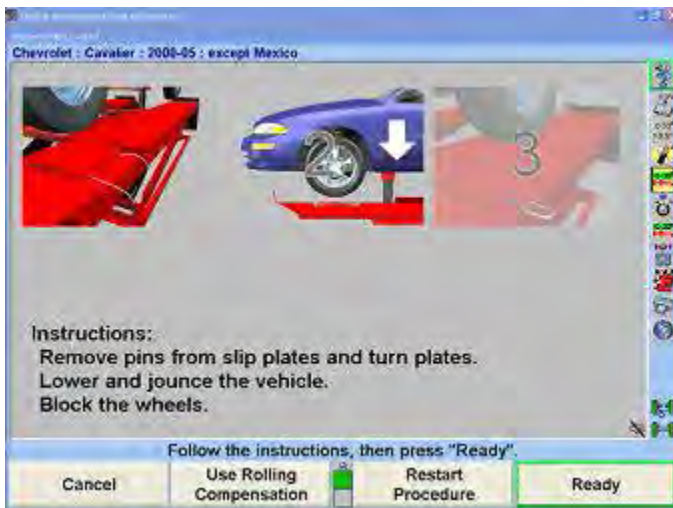 Chevrolet : Cavalier : 2000-05 : except Mexico
2
3
Instructions:
Remove pins from slip plates and turn plates.
Lower and jounce the vehicle.
Block the wheels.
Follow the instructions, then press "Ready".
Cancel
Use Rolling
Compensation
Restart
Procedure
Ready